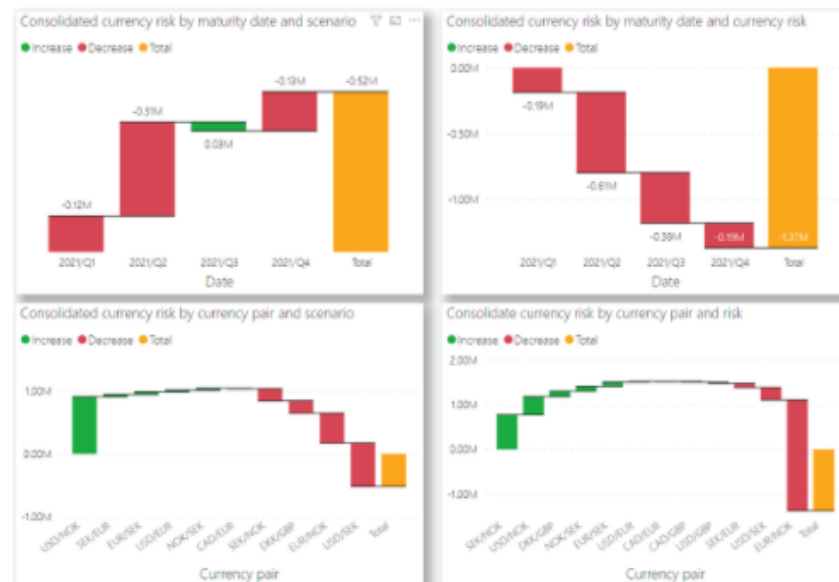 Consolidated currency risk by maturity date and scenario
Increase Decrease Total
-0.12M
-0.31M
0.03M
-0.13M
-0.52M
2021/Q1 2021/Q2 2021/Q3 2021/Q4 Total
Date
Consolidated currency risk by maturity date and currency risk
Increase Decrease Total
0.00M
-0.50M
-1.00M
-0.19M
-0.61M
-0.38M
-0.19M
-1.37M
2021/Q1 2021/Q2 2021/Q3 2021/Q4 Total
Date
Consolidated currency risk by currency pair and scenario
Increase Decrease Total
1.00M
0.00M
-1.00M
USD/NOK SEK/EUR EUR/SEK USD/EUR NOK/SEK CAD/EUR SEK/NOK DKK/GBP EUR/NOK USD/SEK Total
Currency pair
Consolidate currency risk by currency pair and risk
Increase Decrease Total
2.00M
1.00M
0.00M
-1.00M
SEK/NOK USD/NOK DKK/GBP NOK/SEK EUR/SEK USD/EUR CAD/EUR CAD/GBP USD/GBP SEK/EUR USD/SEK EUR/NOK Total
Currency pair